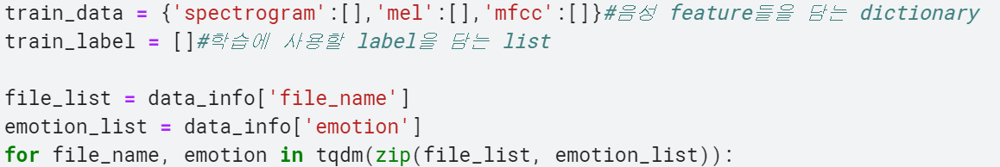 train_data = {'spectrogram':[],'mel':[],'mfcc':[]}#음성 feature들을 담는 dictionary
train_label = []#학습에 사용할 label을 담는 list
file_list = data_info['file_name']
emotion_list = data_info['emotion']
for file_name, emotion in tqdm(zip(file_list, emotion_list)):